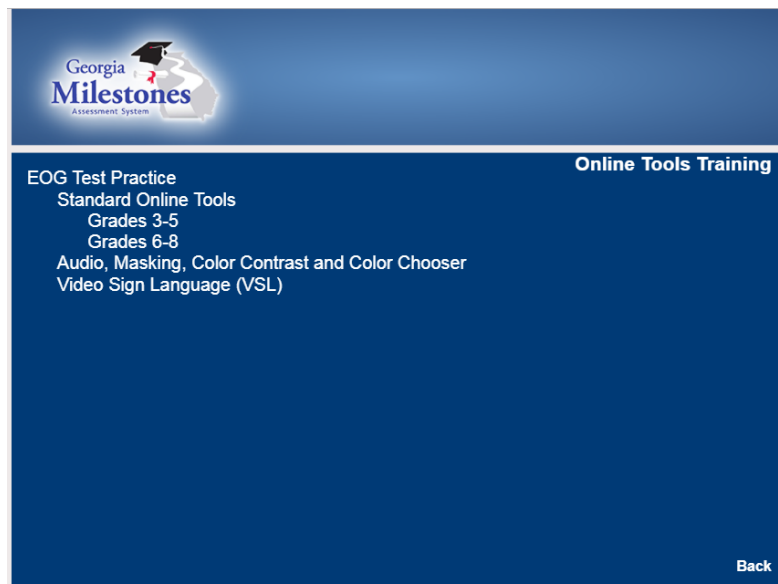 Georgia
Milestones
Assessment System
Online Tools Training
EOG Test Practice
Standard Online Tools
Grades 3-5
Grades 6-8
Audio, Masking, Color Contrast and Color Chooser
Video Sign Language (VSL)
Back